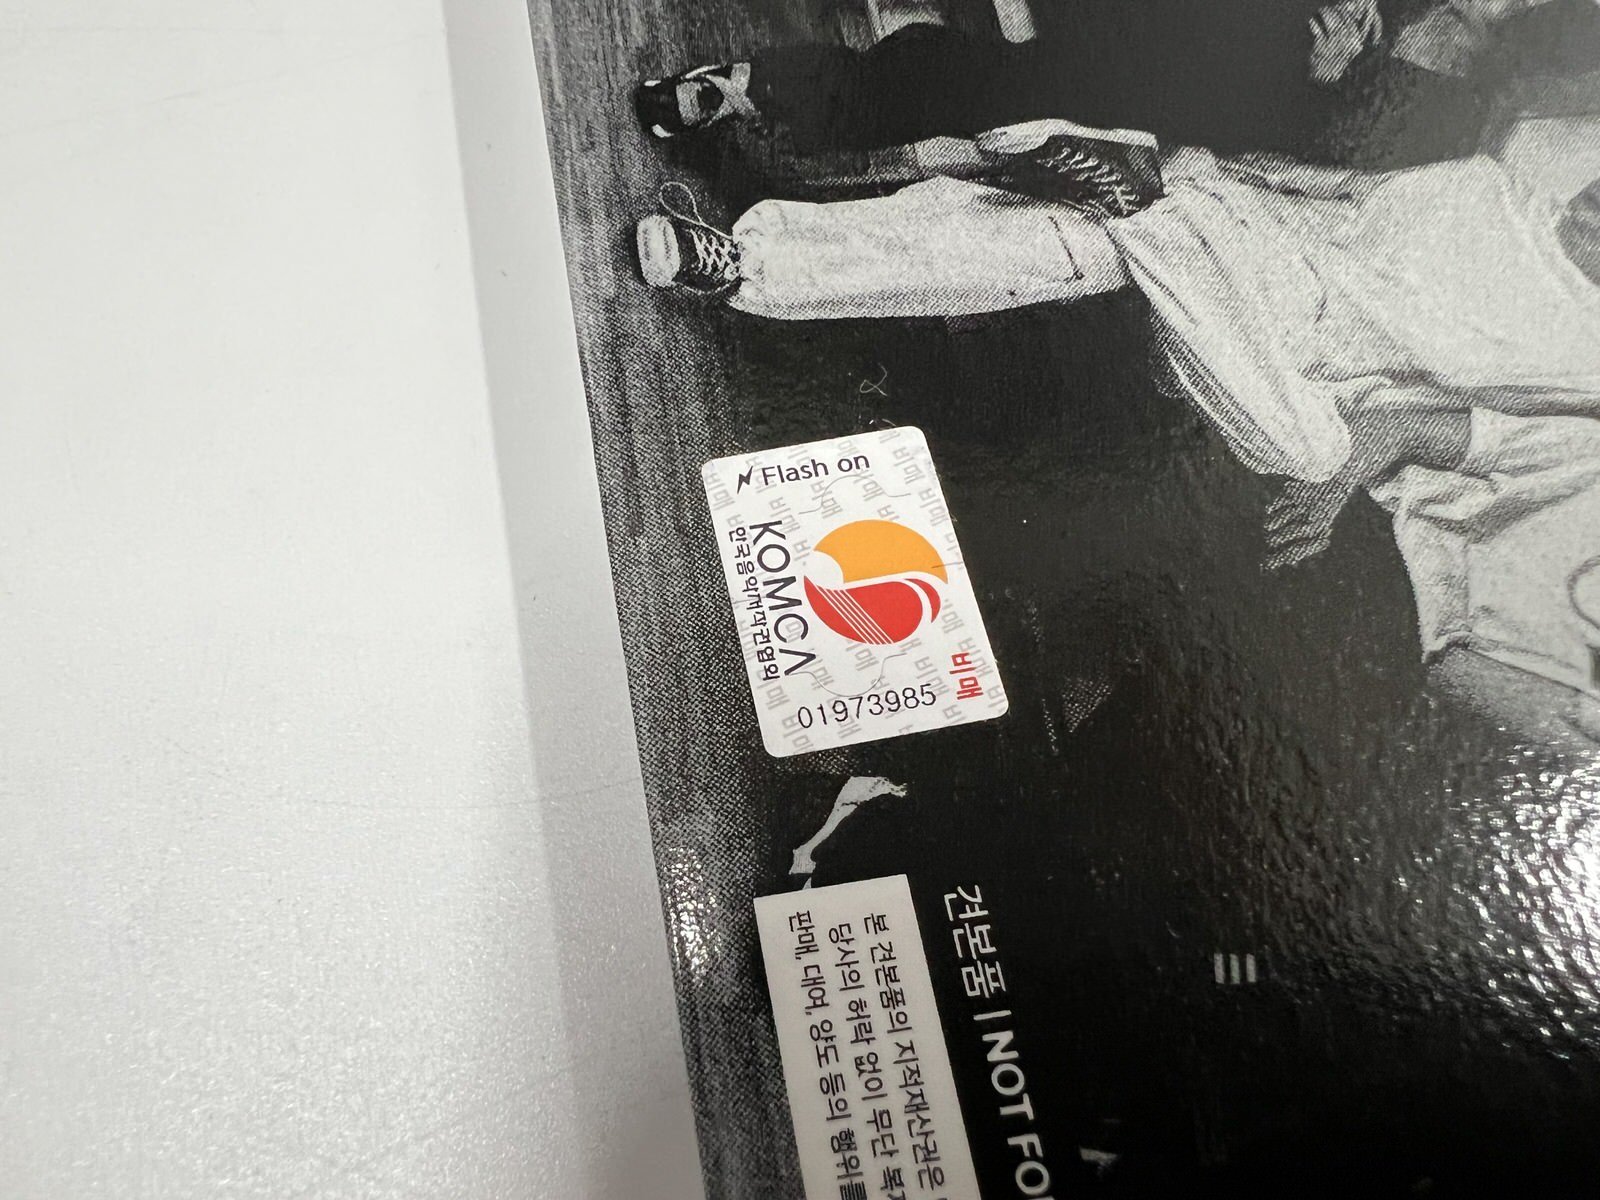 Flash on
KOMCA
한국음악저작권협회
비매
01973985
견본품 | NOT FO
본 견본품의 지적재산권은
당사의 허락 없이 무단 복제
판매, 대여, 양도 등의 행위를